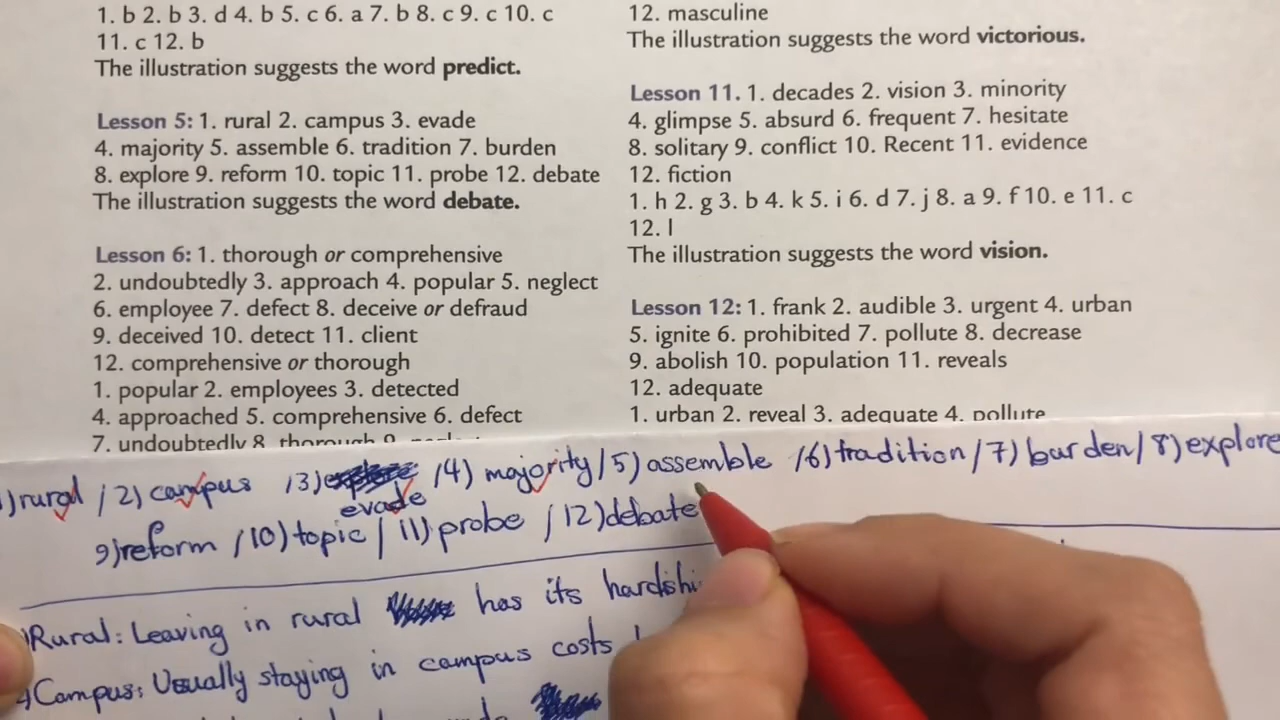 1. b 2. b 3. d 4. b 5. c 6. a 7. b 8. c 9. c 10. c
11. c 12. b
The illustration suggests the word predict.
Lesson 5: 1. rural 2. campus 3. evade
4. majority 5. assemble 6. tradition 7. burden
8. explore 9. reform 10. topic 11. probe 12. debate
The illustration suggests the word debate.
Lesson 6: 1. thorough or comprehensive
2. undoubtedly 3. approach 4. popular 5. neglect
6. employee 7. defect 8. deceive or defraud
9. deceived 10. detect 11. client
12. comprehensive or thorough
1. popular 2. employees 3. detected
4. approached 5. comprehensive 6. defect
7. undoubtedly 8. thorough 9.
12. masculine
The illustration suggests the word victorious.
Lesson 11. 1. decades 2. vision 3. minority
4. glimpse 5. absurd 6. frequent 7. hesitate
8. solitary 9. conflict 10. Recent 11. evidence
12. fiction
1. h 2. g 3. b 4. k 5. i 6. d 7. j 8. a 9. f 10. e 11. c
12. l
The illustration suggests the word vision.
Lesson 12: 1. frank 2. audible 3. urgent 4. urban
5. ignite 6. prohibited 7. pollute 8. decrease
9. abolish 10. population 11. reveals
12. adequate
1. urban 2. reveal 3. adequate 4. pollute
1)rural / 2) campus /3) evade /4) majority / 5) assemble /6) tradition / 7) burden / 8) explore
9)reform / 10) topic / 11) probe / 12) debate
Rural: Leaving in rural has its
Campus: Usually staying in campus costs